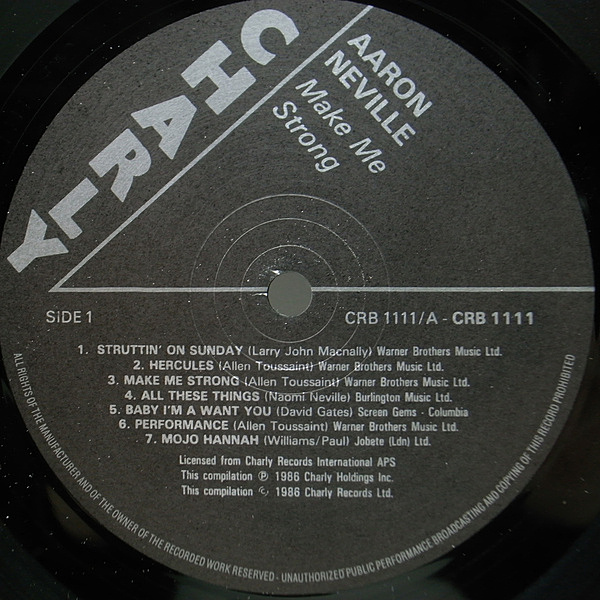 CHARLY
AARON
NEVILLE
Make Me
Strong
SIDE 1
CRB 1111/A - CRB 1111
1. STRUTTIN' ON SUNDAY (Larry John Macnally) Warner Brothers Music Ltd.
2. HERCULES (Allen Toussaint) Warner Brothers Music Ltd.
3. MAKE ME STRONG (Allen Toussaint) Warner Brothers Music Ltd.
4. ALL THESE THINGS (Naomi Neville) Burlington Music Ltd.
5. BABY I'M A WANT YOU (David Gates) Screen Gems - Columbia
6. PERFORMANCE (Allen Toussaint) Warner Brothers Music Ltd.
7. MOJO HANNAH (Williams/Paul) Jobete (Ldn) Ltd.
Licensed from Charly Records International APS
This compilation ℗ 1986 Charly Holdings Inc.
This compilation © 1986 Charly Records Ltd.
ALL RIGHTS OF THE MANUFACTURER AND OF THE OWNER OF THE RECORDED WORK RESERVED - UNAUTHORIZED PUBLIC PERFORMANCE BROADCASTING AND COPYING OF THIS RECORD PROHIBITED